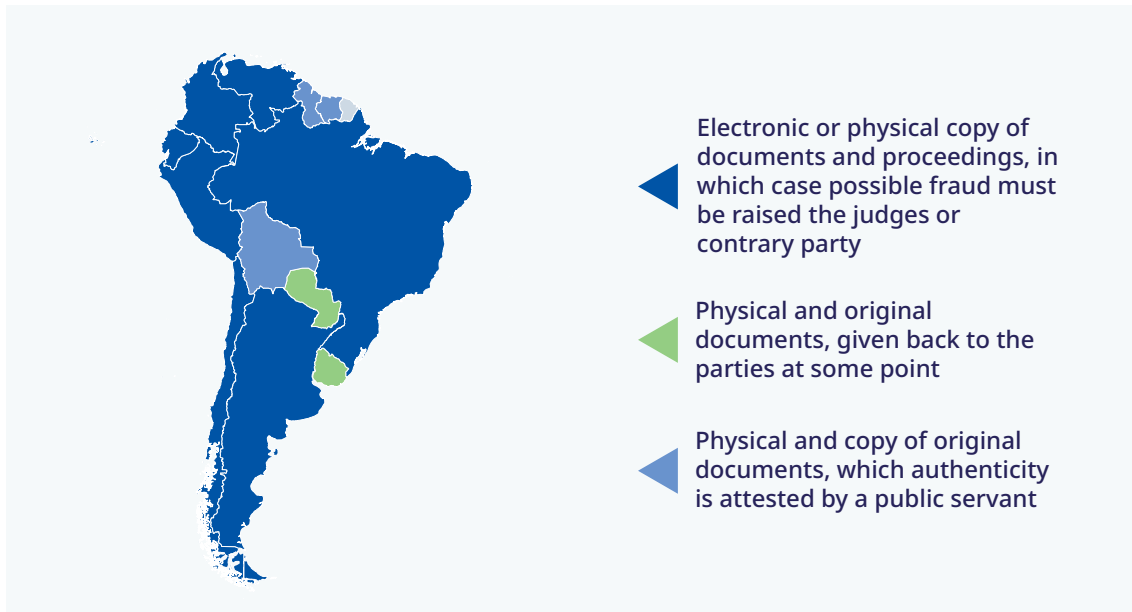 Electronic or physical copy of
documents and proceedings, in
which case possible fraud must
be raised the judges or
contrary party
Physical and original
documents, given back to the
parties at some point
Physical and copy of original
documents, which authenticity
is attested by a public servant